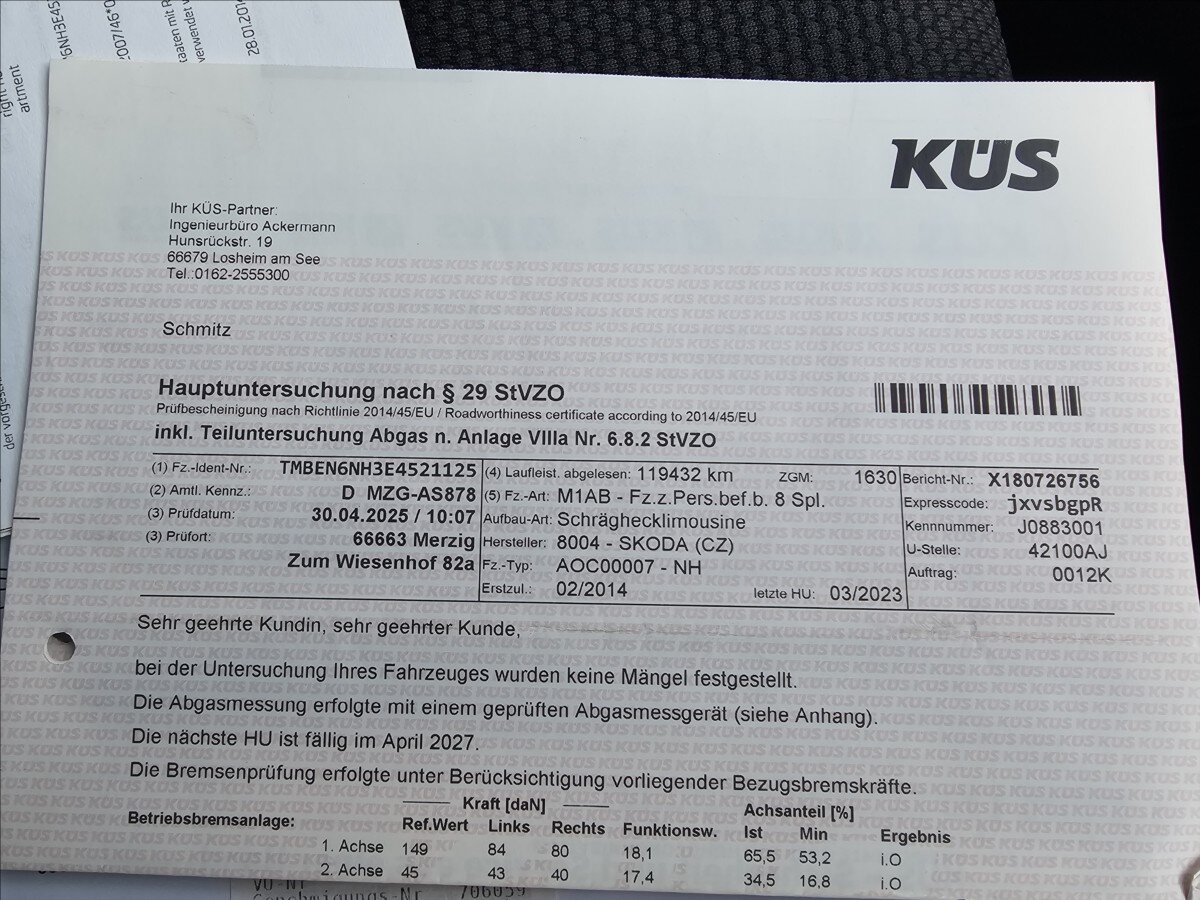 6NH3E45
2007/46*0
28.01.201
artment
KÜS
Ihr KÜS-Partner:
Ingenieurbüro Ackermann
Hunsrückstr. 19
66679 Losheim am See
Tel.:0162-2555300
Schmitz
Hauptuntersuchung nach § 29 StVZO
Prüfbescheinigung nach Richtlinie 2014/45/EU / Roadworthiness certificate according to 2014/45/EU
inkl. Teiluntersuchung Abgas n. Anlage VIIIa Nr. 6.8.2 StVZO
(1) Fz.-Ident-Nr.: TMBEN6NH3E4521125
(2) Amtl. Kennz.: D MZG-AS878
(3) Prüfdatum: 30.04.2025 / 10:07
(3) Prüfort: 66663 Merzig
Zum Wiesenhof 82a
(4) Laufleist. abgelesen: 119432 km ZGM: 1630
(5) Fz.-Art: M1AB - Fz.z.Pers.bef.b. 8 Spl.
Aufbau-Art: Schräghecklimousine
Hersteller: 8004 - SKODA (CZ)
Fz.-Typ: AOC00007 - NH
Erstzul.: 02/2014 letzte HU: 03/2023
Bericht-Nr.: X180726756
Expresscode: jxvsbgpR
Kennnummer: J0883001
U-Stelle: 42100AJ
Auftrag: 0012K
Sehr geehrte Kundin, sehr geehrter Kunde,
bei der Untersuchung Ihres Fahrzeuges wurden keine Mängel festgestellt.
Die Abgasmessung erfolgte mit einem geprüften Abgasmessgerät (siehe Anhang).
Die nächste HU ist fällig im April 2027.
Die Bremsenprüfung erfolgte unter Berücksichtigung vorliegender Bezugsbremskräfte.
Kraft [daN] Achsanteil [%]
Betriebsbremsanlage: Ref.Wert Links Rechts Funktionsw. Ist Min Ergebnis
1. Achse 149 84 80 18,1 65,5 53,2 i.O
2. Achse 45 43 40 17,4 34,5 16,8 i.O